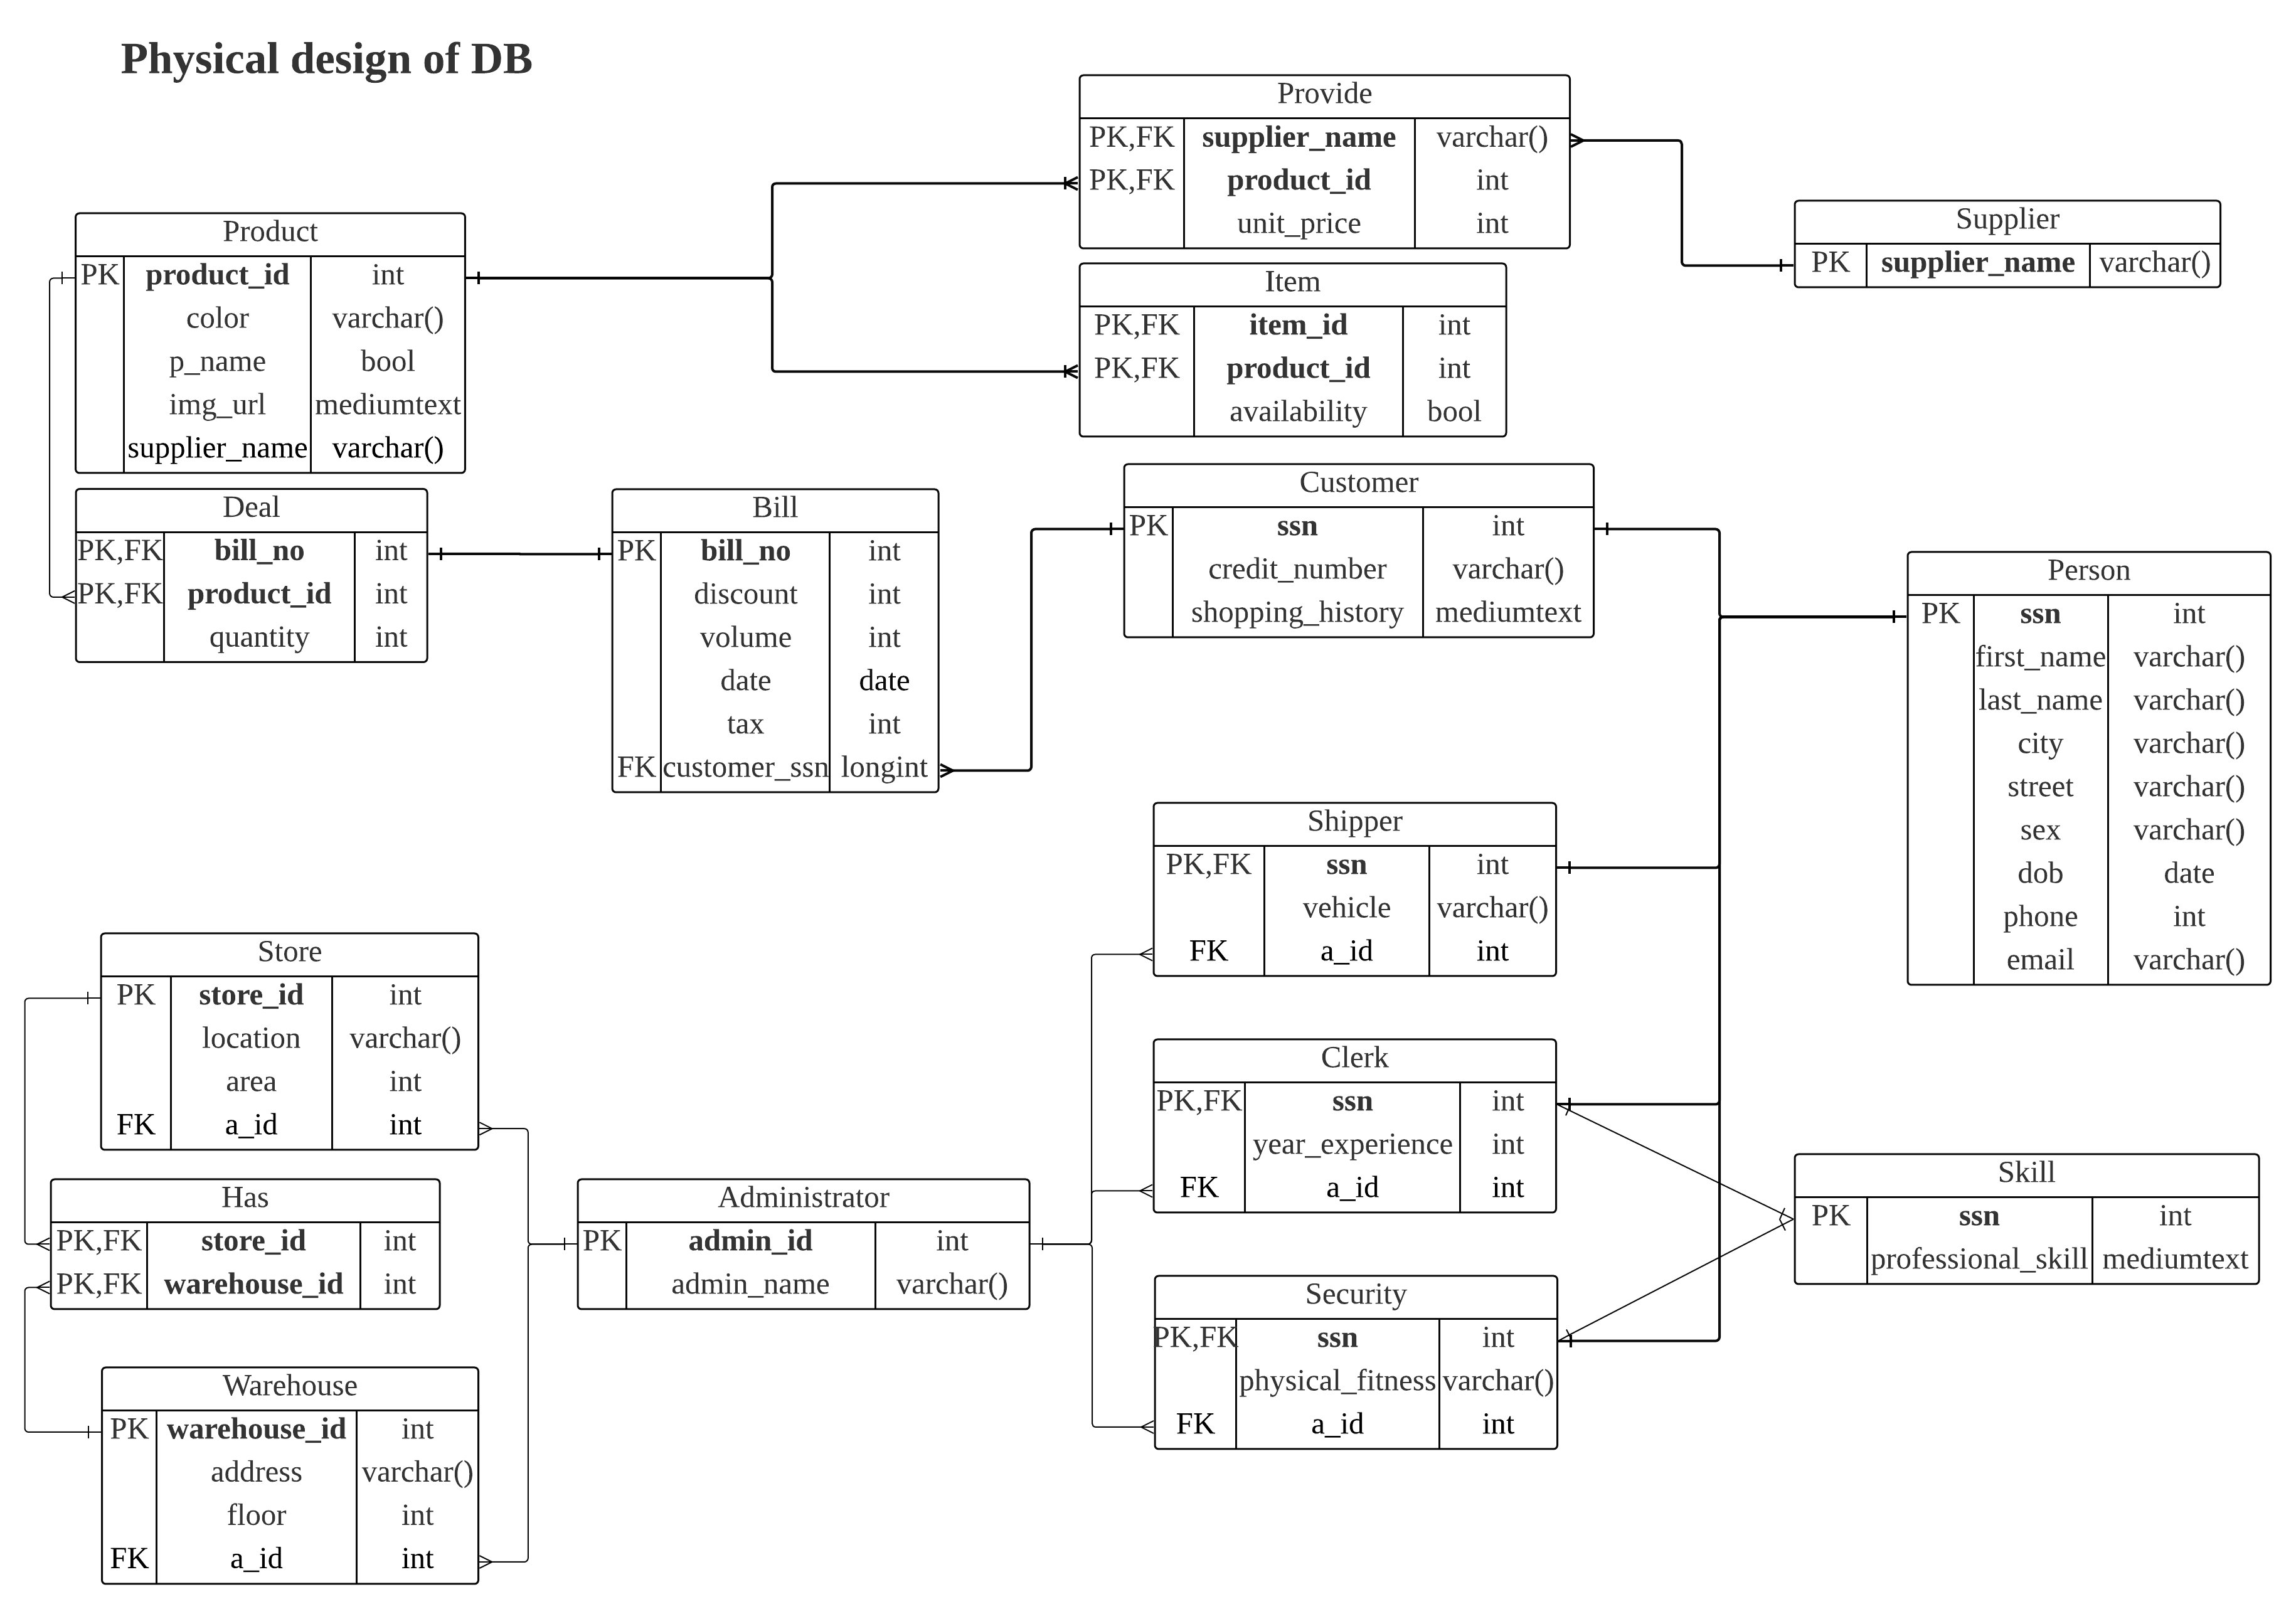 Physical design of DB
Provide
PK,FK supplier_name varchar()
PK,FK product_id int
unit_price int
Supplier
PK supplier_name varchar()
Product
PK product_id int
color varchar()
p_name bool
img_url mediumtext
supplier_name varchar()
Item
PK,FK item_id int
PK,FK product_id int
availability bool
Deal
PK,FK bill_no int
PK,FK product_id int
quantity int
Bill
PK bill_no int
discount int
volume int
date date
tax int
FK customer_ssn longint
Customer
PK ssn int
credit_number varchar()
shopping_history mediumtext
Person
PK ssn int
first_name varchar()
last_name varchar()
city varchar()
street varchar()
sex varchar()
dob date
phone int
email varchar()
Shipper
PK,FK ssn int
vehicle varchar()
FK a_id int
Store
PK store_id int
location varchar()
area int
FK a_id int
Clerk
PK,FK ssn int
year_experience int
FK a_id int
Skill
PK ssn int
professional_skill mediumtext
Has
PK,FK store_id int
PK,FK warehouse_id int
Administrator
PK admin_id int
admin_name varchar()
Security
PK,FK ssn int
physical_fitness varchar()
FK a_id int
Warehouse
PK warehouse_id int
address varchar()
floor int
FK a_id int